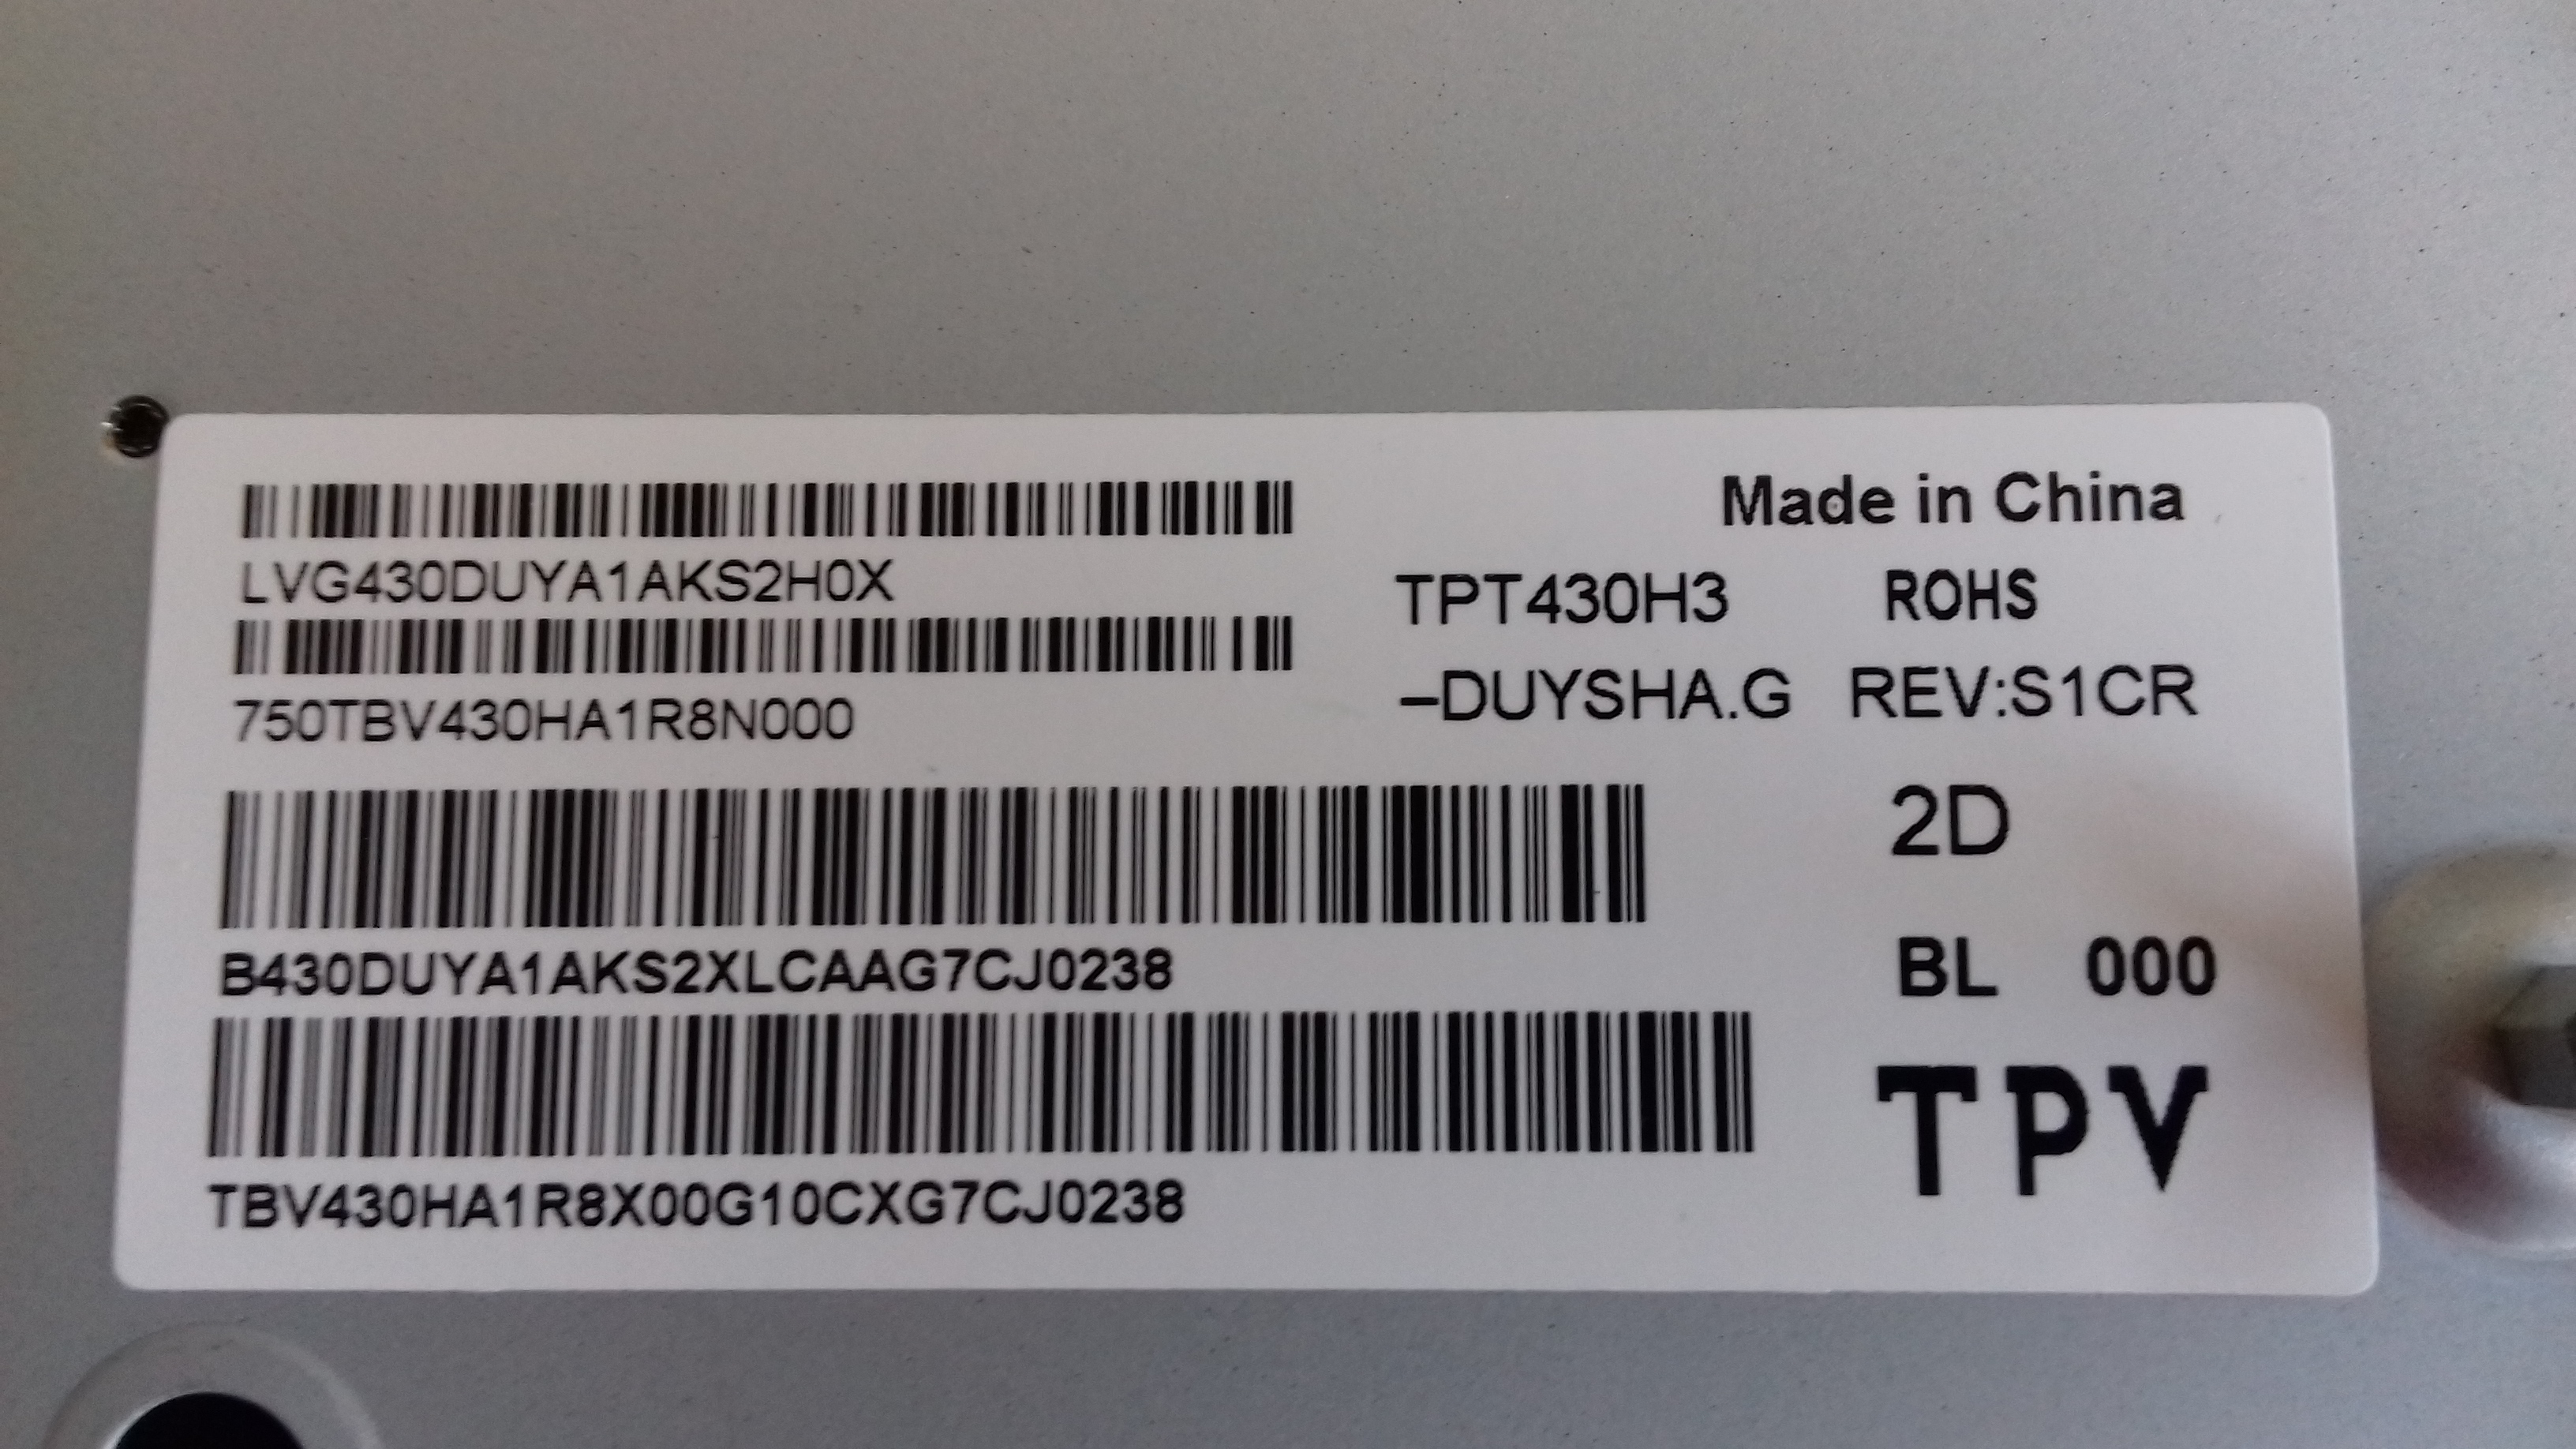 Made in China
LVG430DUYA1AKS2H0X
TPT430H3 ROHS
750TBV430HA1R8N000
–DUYSHA.G REV:S1CR
2D
B430DUYA1AKS2XLCAAG7CJ0238
BL 000
TPV
TBV430HA1R8X00G10CXG7CJ0238